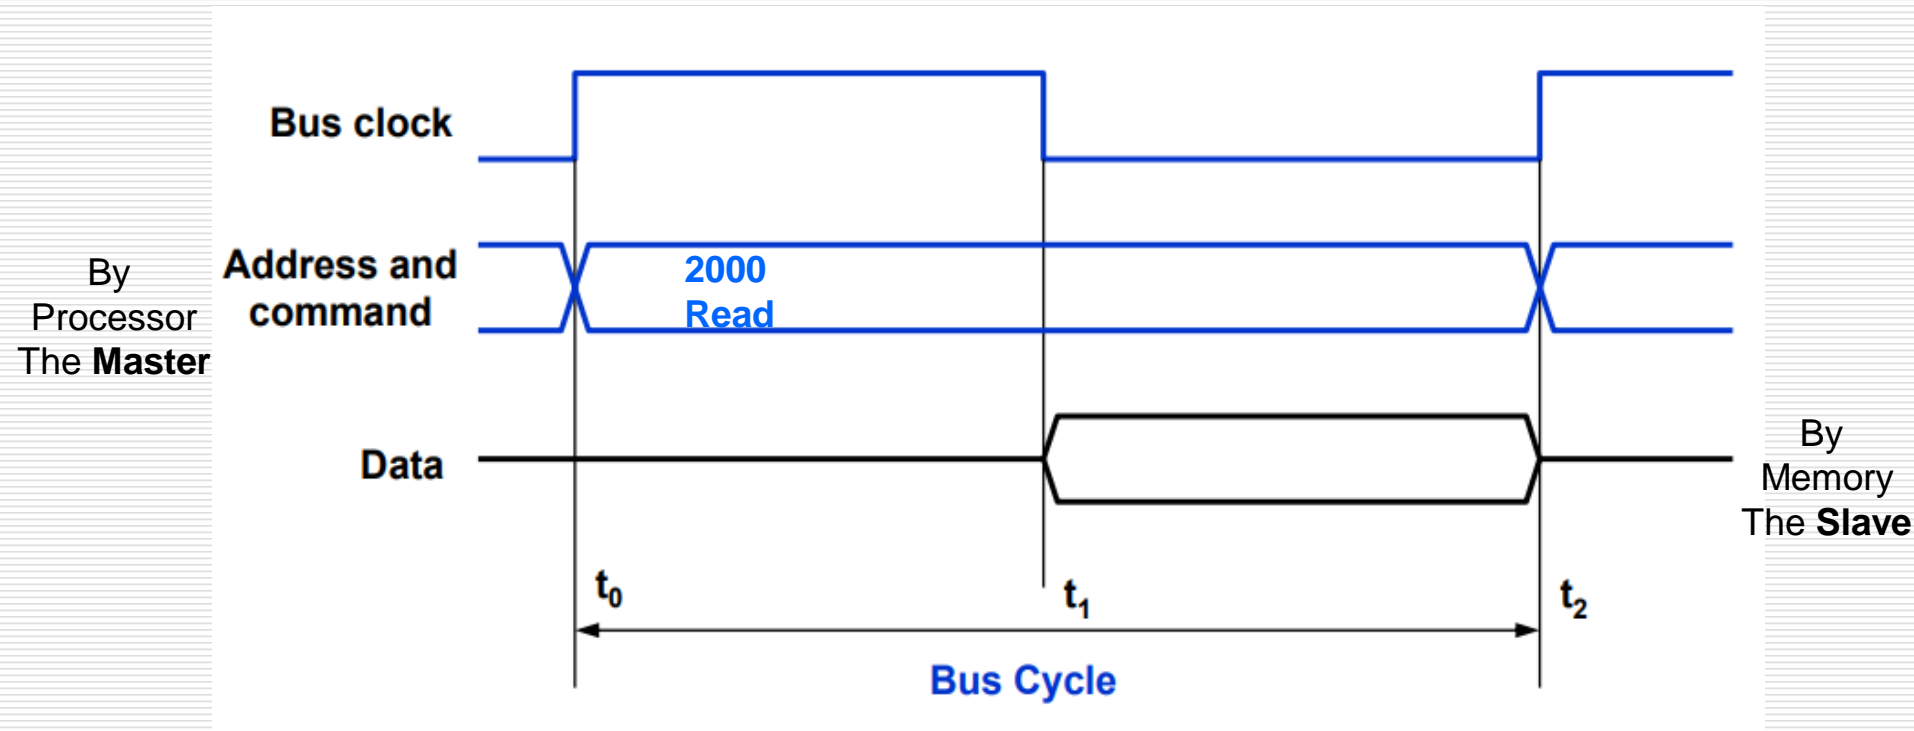 Bus clock
By
Processor
The Master
Address and
command
2000
Read
Data
By
Memory
The Slave
t0
t1
t2
Bus Cycle